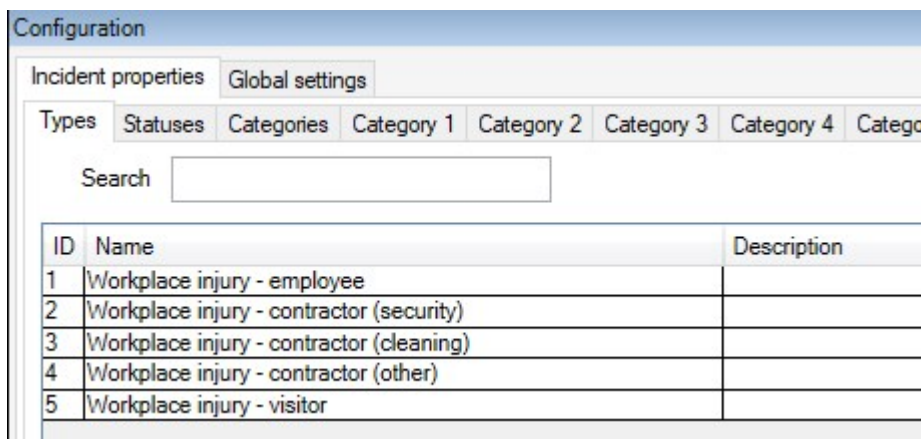 Configuration
Incident properties Global settings
Types Statuses Categories Category 1 Category 2 Category 3 Category 4 Catego
Search
ID Name Description
1 Workplace injury - employee
2 Workplace injury - contractor (security)
3 Workplace injury - contractor (cleaning)
4 Workplace injury - contractor (other)
5 Workplace injury - visitor